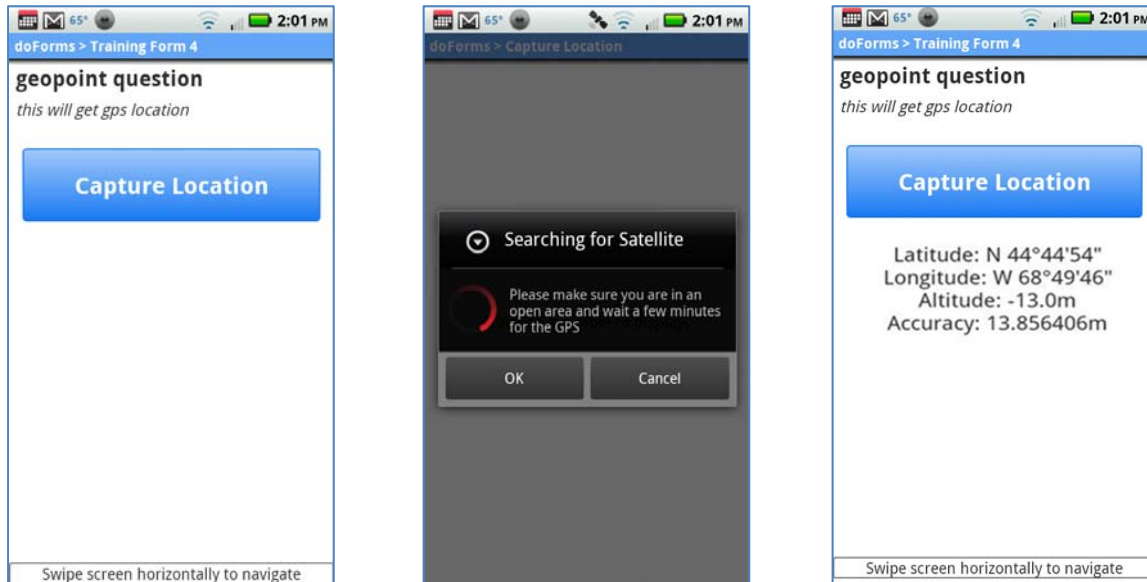 65° 2:01 PM
doForms > Training Form 4
geopoint question
this will get gps location
Capture Location
Swipe screen horizontally to navigate
65° 2:01 PM
doForms > Capture Location
Searching for Satellite
Please make sure you are in an
open area and wait a few minutes
for the GPS
OK Cancel
65° 2:01 PM
doForms > Training Form 4
geopoint question
this will get gps location
Capture Location
Latitude: N 44°44'54"
Longitude: W 68°49'46"
Altitude: -13.0m
Accuracy: 13.856406m
Swipe screen horizontally to navigate